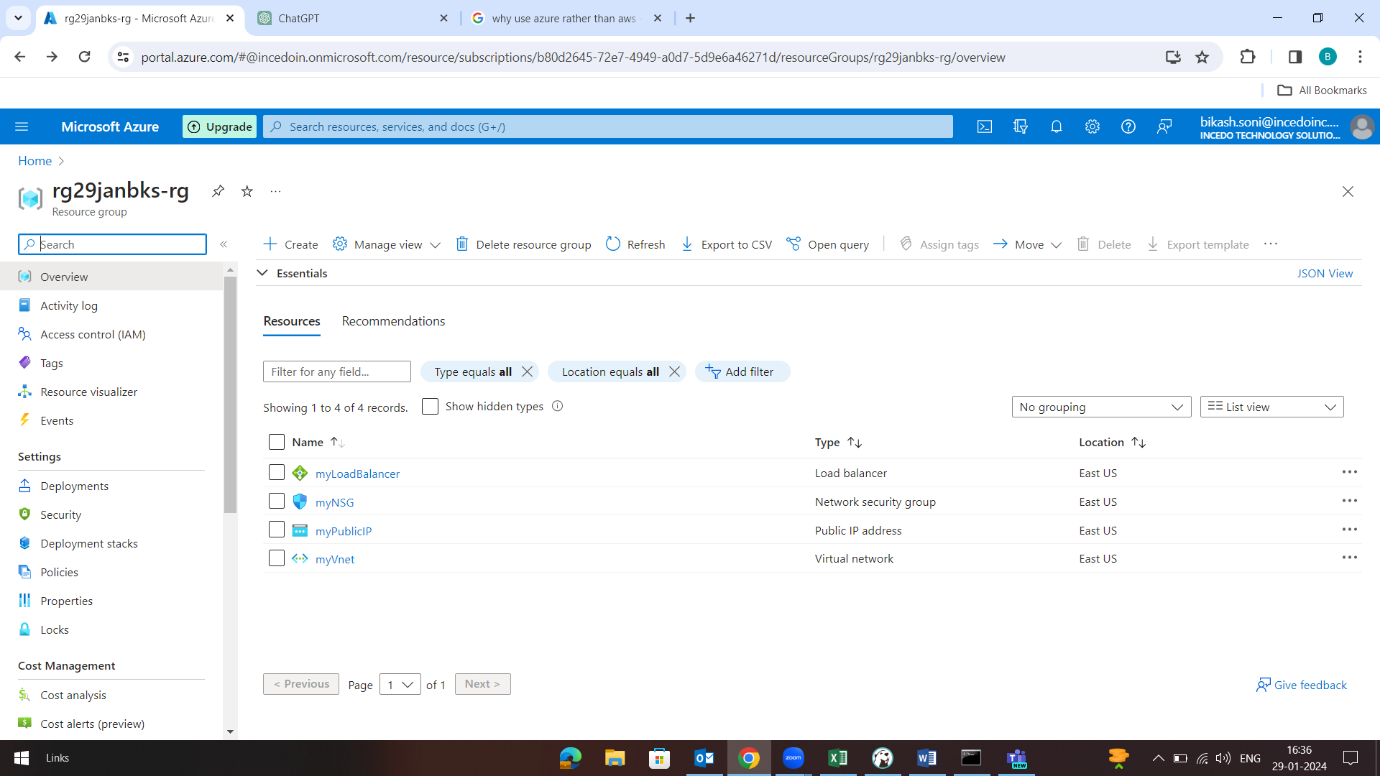 rg29janbks-rg - Microsoft Azure
ChatGPT
why use azure rather than aws
portal.azure.com/#@incedoin.onmicrosoft.com/resource/subscriptions/b80d2645-72e7-4949-a0d7-5d9e6a46271d/resourceGroups/rg29janbks-rg/overview
B
All Bookmarks
Microsoft Azure
Upgrade
Search resources, services, and docs (G+/)
bikash.soni@incedoinc....
INCEDO TECHNOLOGY SOLUTIO...
Home
rg29janbks-rg
Resource group
Search
Create
Manage view
Delete resource group
Refresh
Export to CSV
Open query
Assign tags
Move
Delete
Export template
Overview
Activity log
Access control (IAM)
Tags
Resource visualizer
Events
Settings
Deployments
Security
Deployment stacks
Policies
Properties
Locks
Cost Management
Cost analysis
Cost alerts (preview)
Essentials
JSON View
Resources
Recommendations
Filter for any field...
Type equals all
Location equals all
Add filter
Showing 1 to 4 of 4 records.
Show hidden types
No grouping
List view
Name Type Location
myLoadBalancer Load balancer East US
myNSG Network security group East US
myPublicIP Public IP address East US
myVnet Virtual network East US
< Previous
Page 1 of 1
Next >
Give feedback
Links
zoom
NEW
ENG
16:36
29-01-2024